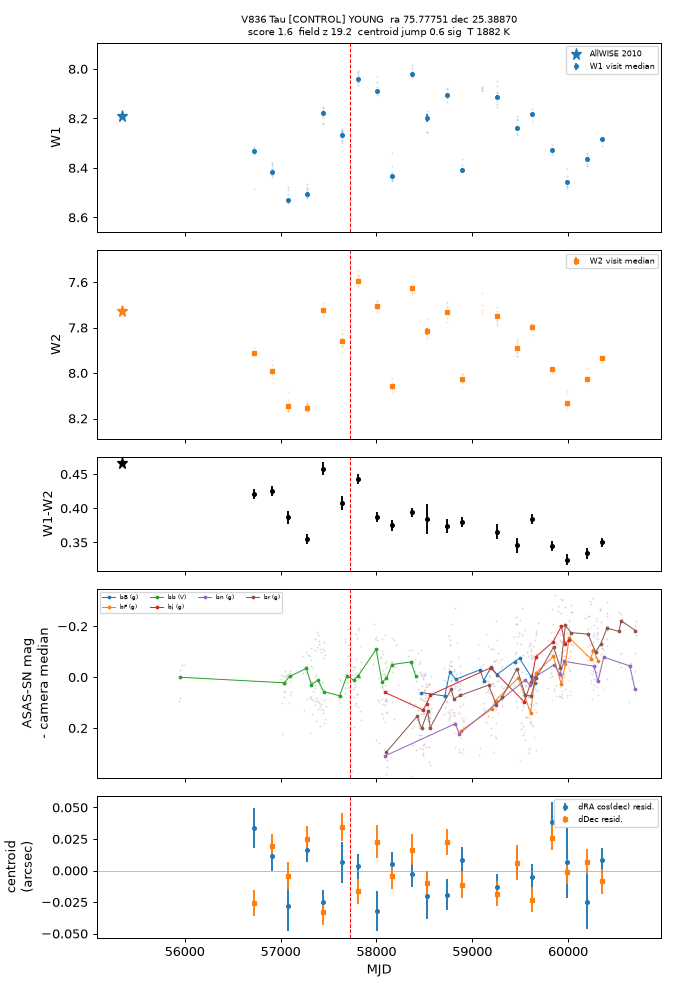 V836 Tau [CONTROL] YOUNG  ra 75.77751 dec 25.38870
score 1.6  field z 19.2  centroid jump 0.6 sig  T 1882 K
W1
8.0
8.2
8.4
8.6
AllWISE 2010
W1 visit median
W2
7.6
7.8
8.0
8.2
W2 visit median
W1-W2
0.45
0.40
0.35
ASAS-SN mag
- camera median
−0.2
0.0
0.2
bB (g)
bF (g)
bb (V)
bj (g)
bn (g)
br (g)
centroid
(arcsec)
0.050
0.025
0.000
−0.025
−0.050
dRA cos(dec) resid.
dDec resid.
56000
57000
58000
59000
60000
MJD